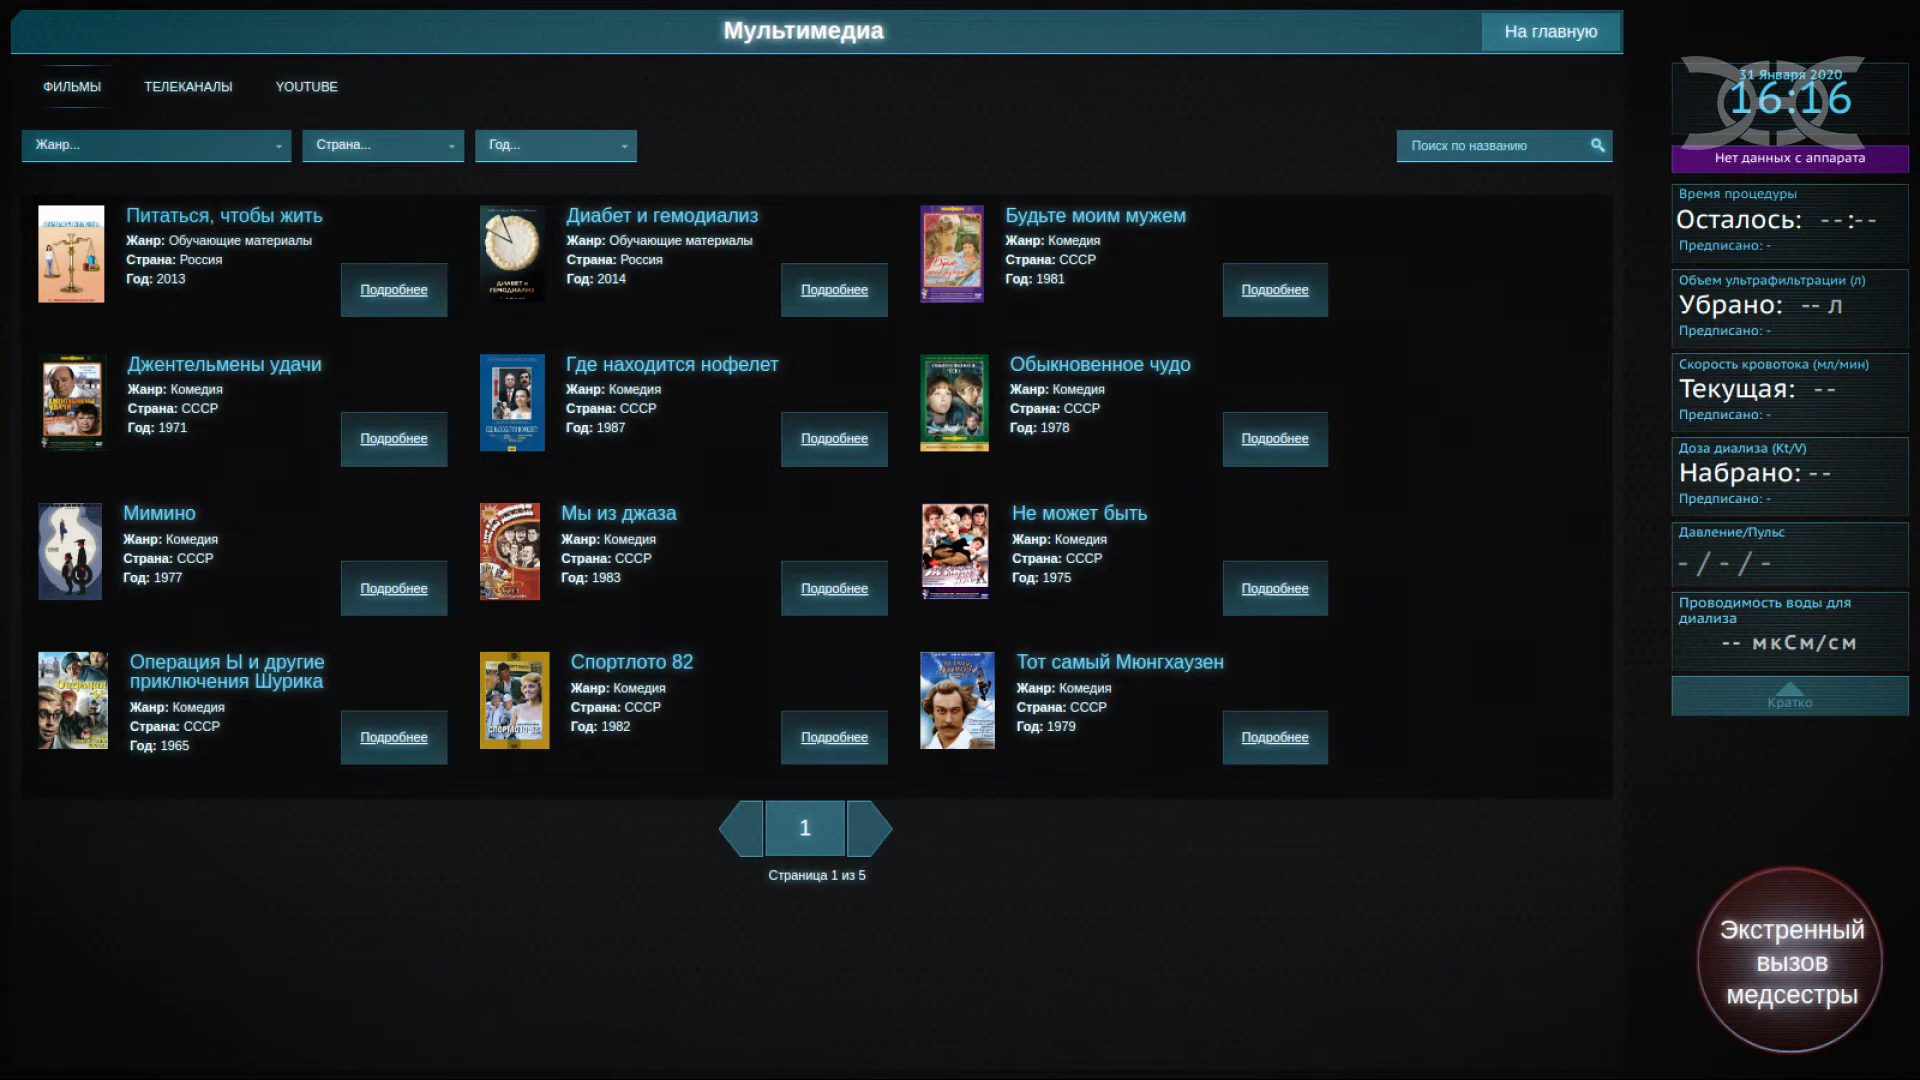 Мультимедиа
На главную
ФИЛЬМЫ
ТЕЛЕКАНАЛЫ
YOUTUBE
Жанр...
Страна...
Год...
Поиск по названию
Питаться, чтобы жить
Жанр: Обучающие материалы
Страна: Россия
Год: 2013
Подробнее
Диабет и гемодиализ
Жанр: Обучающие материалы
Страна: Россия
Год: 2014
Подробнее
Будьте моим мужем
Жанр: Комедия
Страна: СССР
Год: 1981
Подробнее
Джентельмены удачи
Жанр: Комедия
Страна: СССР
Год: 1971
Подробнее
Где находится нофелет
Жанр: Комедия
Страна: СССР
Год: 1987
Подробнее
Обыкновенное чудо
Жанр: Комедия
Страна: СССР
Год: 1978
Подробнее
Мимино
Жанр: Комедия
Страна: СССР
Год: 1977
Подробнее
Мы из джаза
Жанр: Комедия
Страна: СССР
Год: 1983
Подробнее
Не может быть
Жанр: Комедия
Страна: СССР
Год: 1975
Подробнее
Операция Ы и другие
приключения Шурика
Жанр: Комедия
Страна: СССР
Год: 1965
Подробнее
Спортлото 82
Жанр: Комедия
Страна: СССР
Год: 1982
Подробнее
Тот самый Мюнгхаузен
Жанр: Комедия
Страна: СССР
Год: 1979
Подробнее
1
Страница 1 из 5
31 Января 2020
16:16
Нет данных с аппарата
Время процедуры
Осталось: --:--
Предписано: -
Объем ультрафильтрации (л)
Убрано: -- л
Предписано: -
Скорость кровотока (мл/мин)
Текущая: --
Предписано: -
Доза диализа (Kt/V)
Набрано: --
Предписано: -
Давление/Пульс
- / - / -
Проводимость воды для
диализа
-- мкСм/см
Кратко
Экстренный
вызов
медсестры